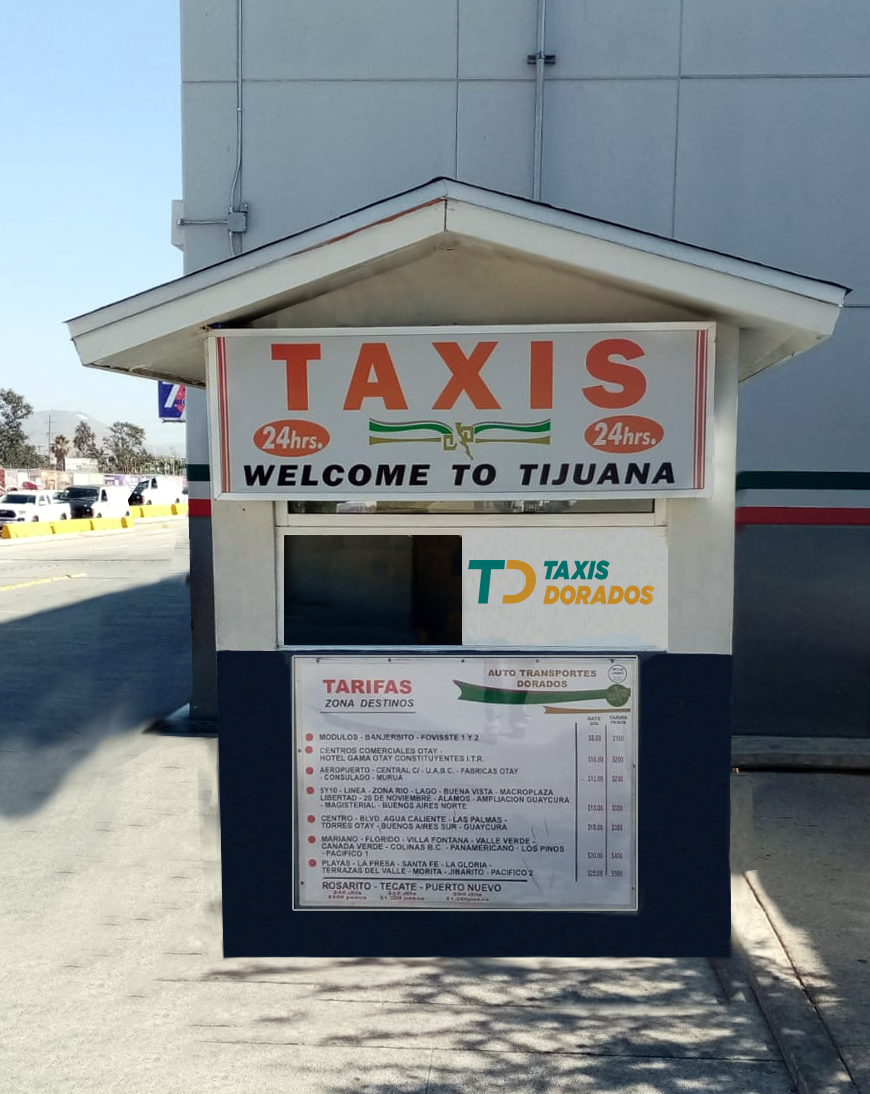 TAXIS
24hrs.
24hrs.
WELCOME TO TIJUANA
TD TAXIS
DORADOS
AUTO TRANSPORTES
DORADOS
TARIFAS
ZONA DESTINOS
MODULOS - BANJERSITO - FOVISSTE 1 Y 2
CENTROS COMERCIALES OTAY -
HOTEL GAMA OTAY CONSTITUYENTES I.T.R.
AEROPUERTO - CENTRAL C/ - U.A.B.C. - FABRICAS OTAY
- CONSULADO - MURUA
5Y10 - LINEA - ZONA RIO - LAGO - BUENA VISTA - MACROPLAZA
LIBERTAD - 20 DE NOVIEMBRE - ALAMOS - AMPLIACION GUAYCURA
- MAGISTERIAL - BUENOS AIRES NORTE
CENTRO - BLVD. AGUA CALIENTE - LAS PALMAS -
TORRES OTAY - BUENOS AIRES SUR - GUAYCURA
MARIANO - FLORIDO - VILLA FONTANA - VALLE VERDE -
CANADA VERDE - COLINAS B.C. - PANAMERICANO - LOS PINOS
- PACIFICO 1
PLAYAS - LA PRESA - SANTA FE - LA GLORIA -
TERRAZAS DEL VALLE - MORITA - JIBARITO - PACIFICO 2
ROSARITO - TECATE - PUERTO NUEVO